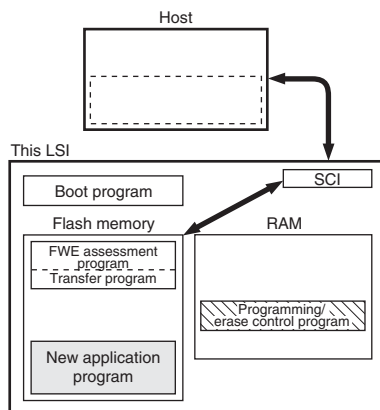 Host
This LSI
Boot program
SCI
Flash memory
RAM
FWE assessment
program
Transfer program
Programming/
erase control program
New application
program